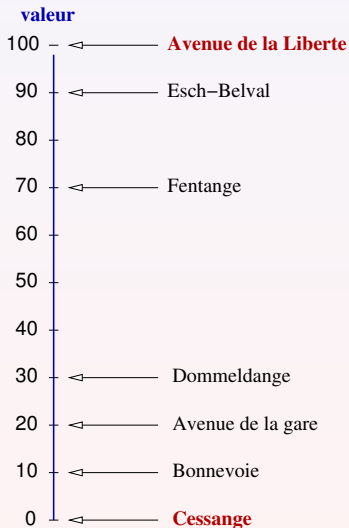 valeur
100 Avenue de la Liberte
90 Esch−Belval
80
70 Fentange
60
50
40
30 Dommeldange
20 Avenue de la gare
10 Bonnevoie
0 Cessange